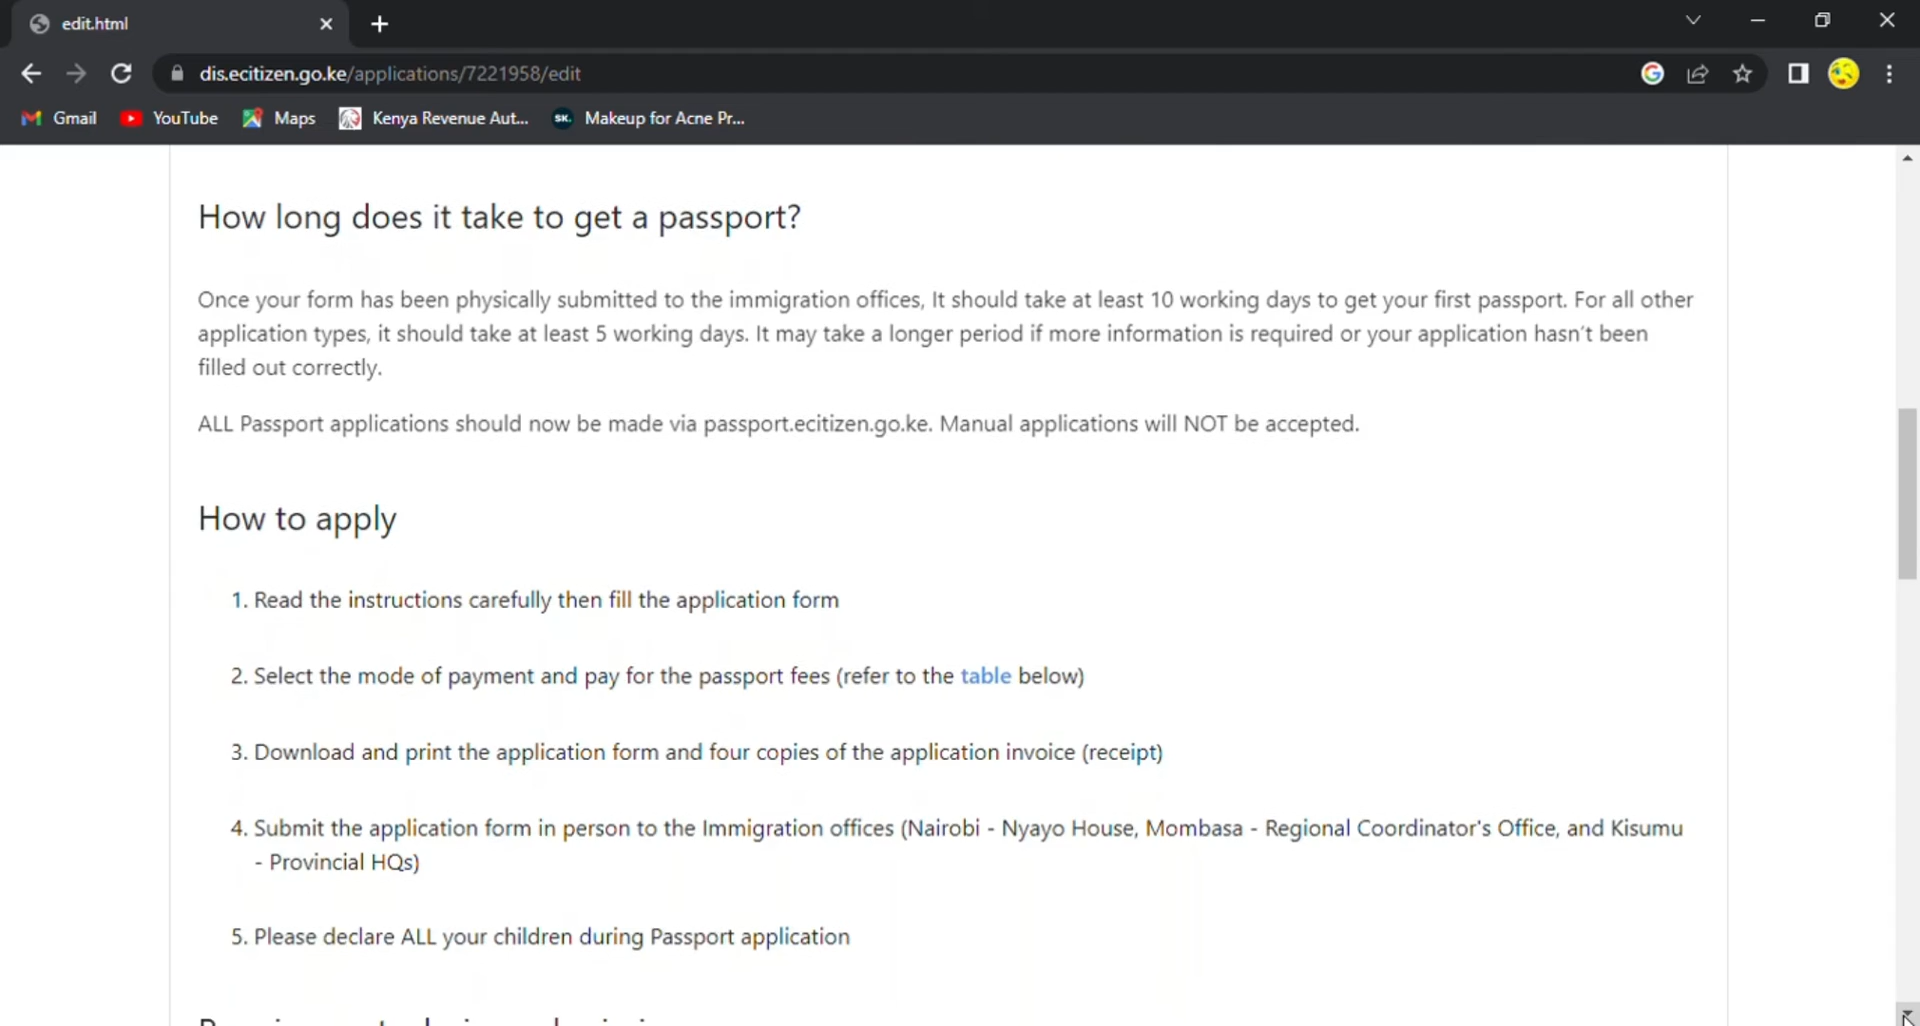 edit.html
dis.ecitizen.go.ke/applications/7221958/edit
Gmail YouTube Maps Kenya Revenue Aut... SK. Makeup for Acne Pr...
How long does it take to get a passport?
Once your form has been physically submitted to the immigration offices, It should take at least 10 working days to get your first passport. For all other
application types, it should take at least 5 working days. It may take a longer period if more information is required or your application hasn't been
filled out correctly.
ALL Passport applications should now be made via passport.ecitizen.go.ke. Manual applications will NOT be accepted.
How to apply
1. Read the instructions carefully then fill the application form
2. Select the mode of payment and pay for the passport fees (refer to the table below)
3. Download and print the application form and four copies of the application invoice (receipt)
4. Submit the application form in person to the Immigration offices (Nairobi - Nyayo House, Mombasa - Regional Coordinator's Office, and Kisumu
- Provincial HQs)
5. Please declare ALL your children during Passport application